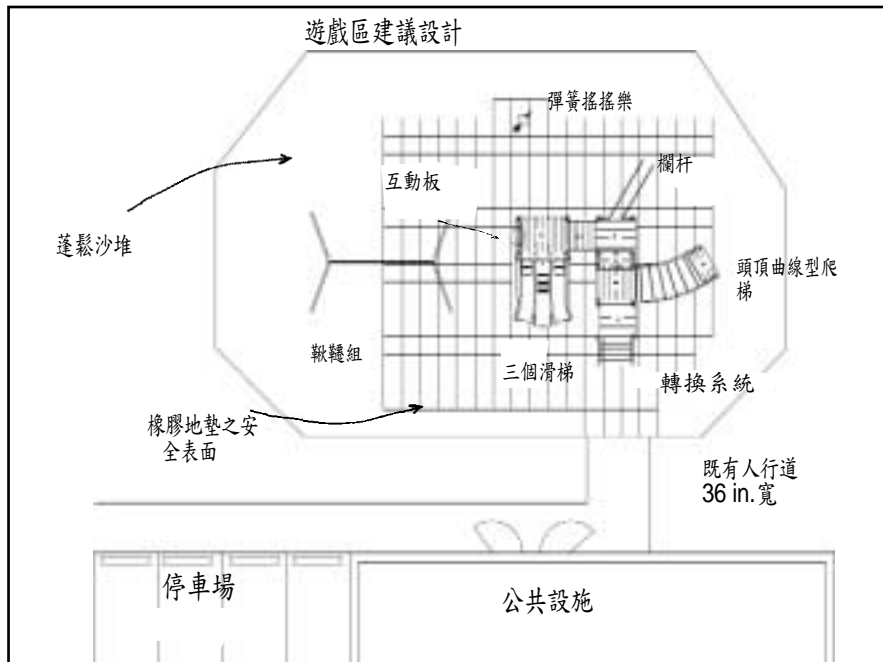 遊戲區建議設計
彈簧搖搖樂
欄杆
互動板
蓬鬆沙堆
頭頂曲線型爬
梯
鞦韆組
三個滑梯
轉換系統
橡膠地墊之安
全表面
既有人行道
36 in.寬
停車場
公共設施